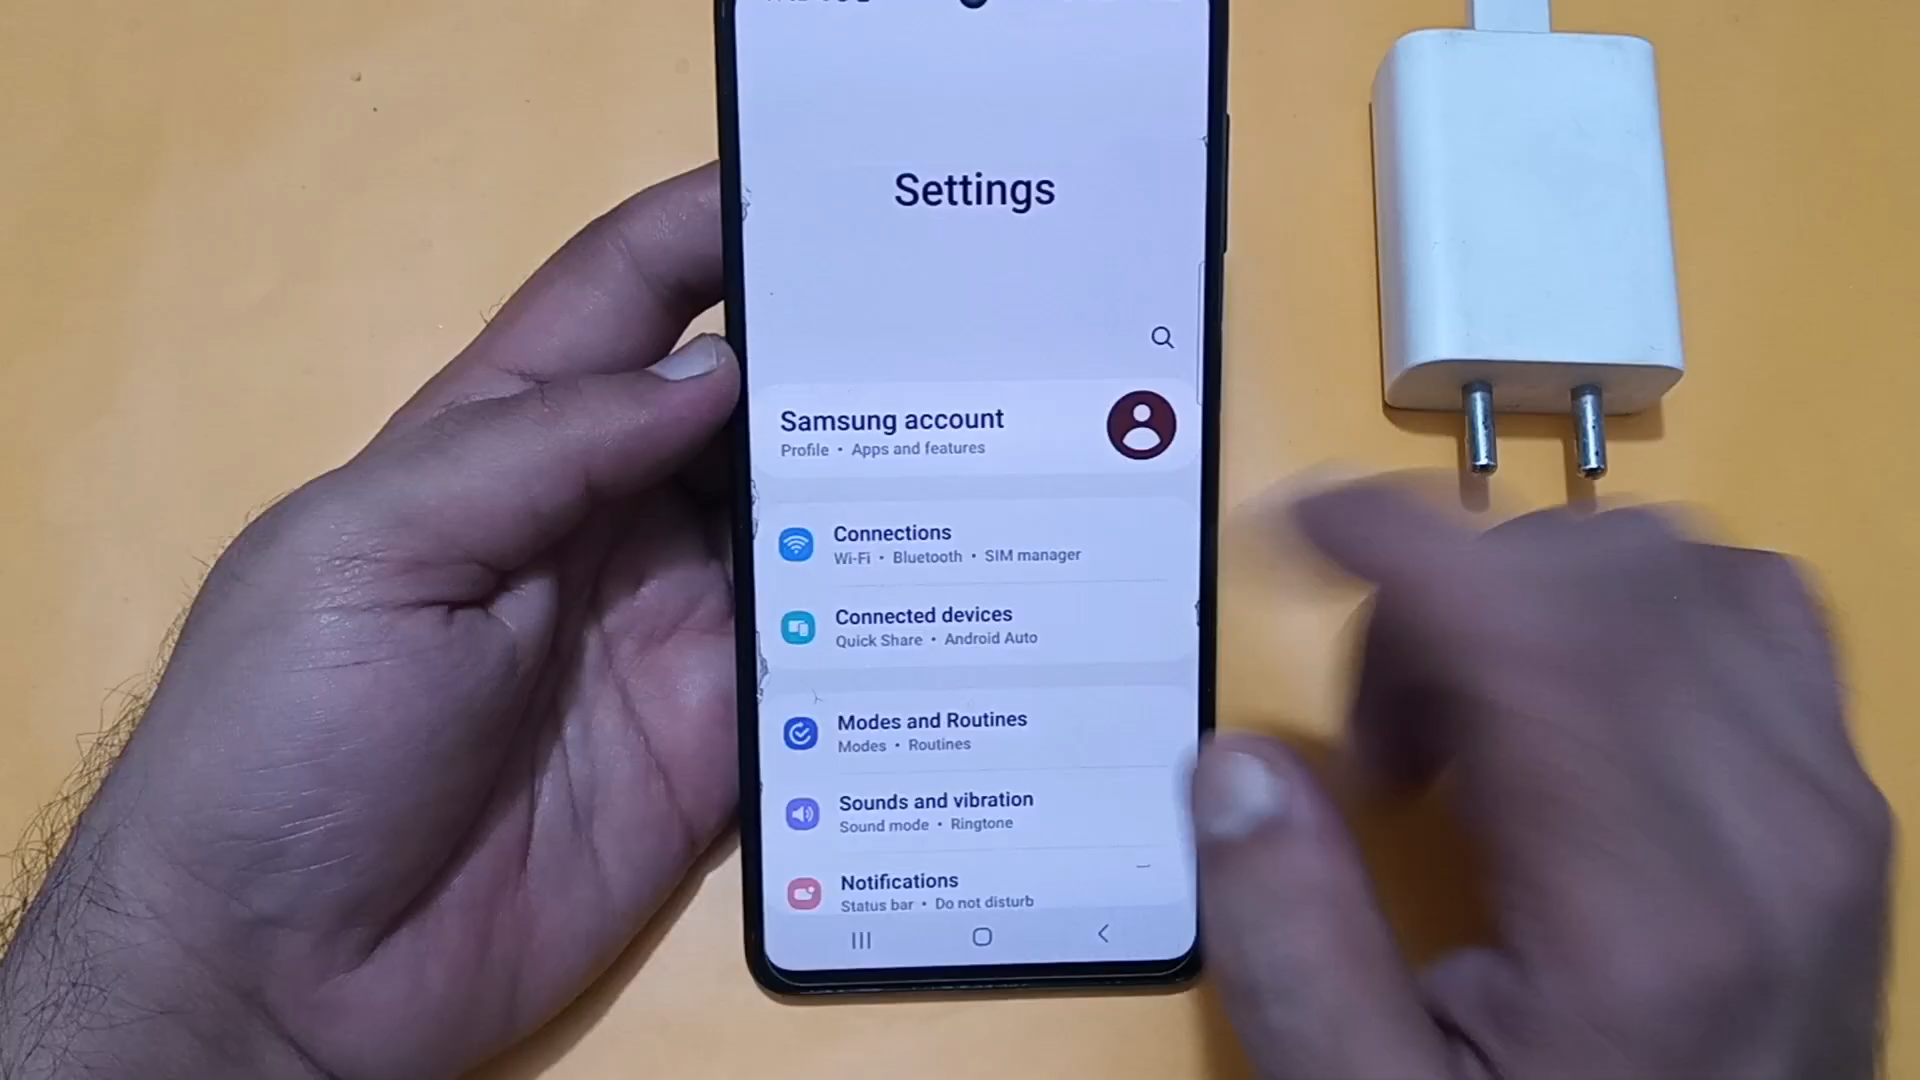 Settings
Samsung account
Profile • Apps and features
Connections
Wi-Fi • Bluetooth • SIM manager
Connected devices
Quick Share • Android Auto
Modes and Routines
Modes • Routines
Sounds and vibration
Sound mode • Ringtone
Notifications
Status bar • Do not disturb